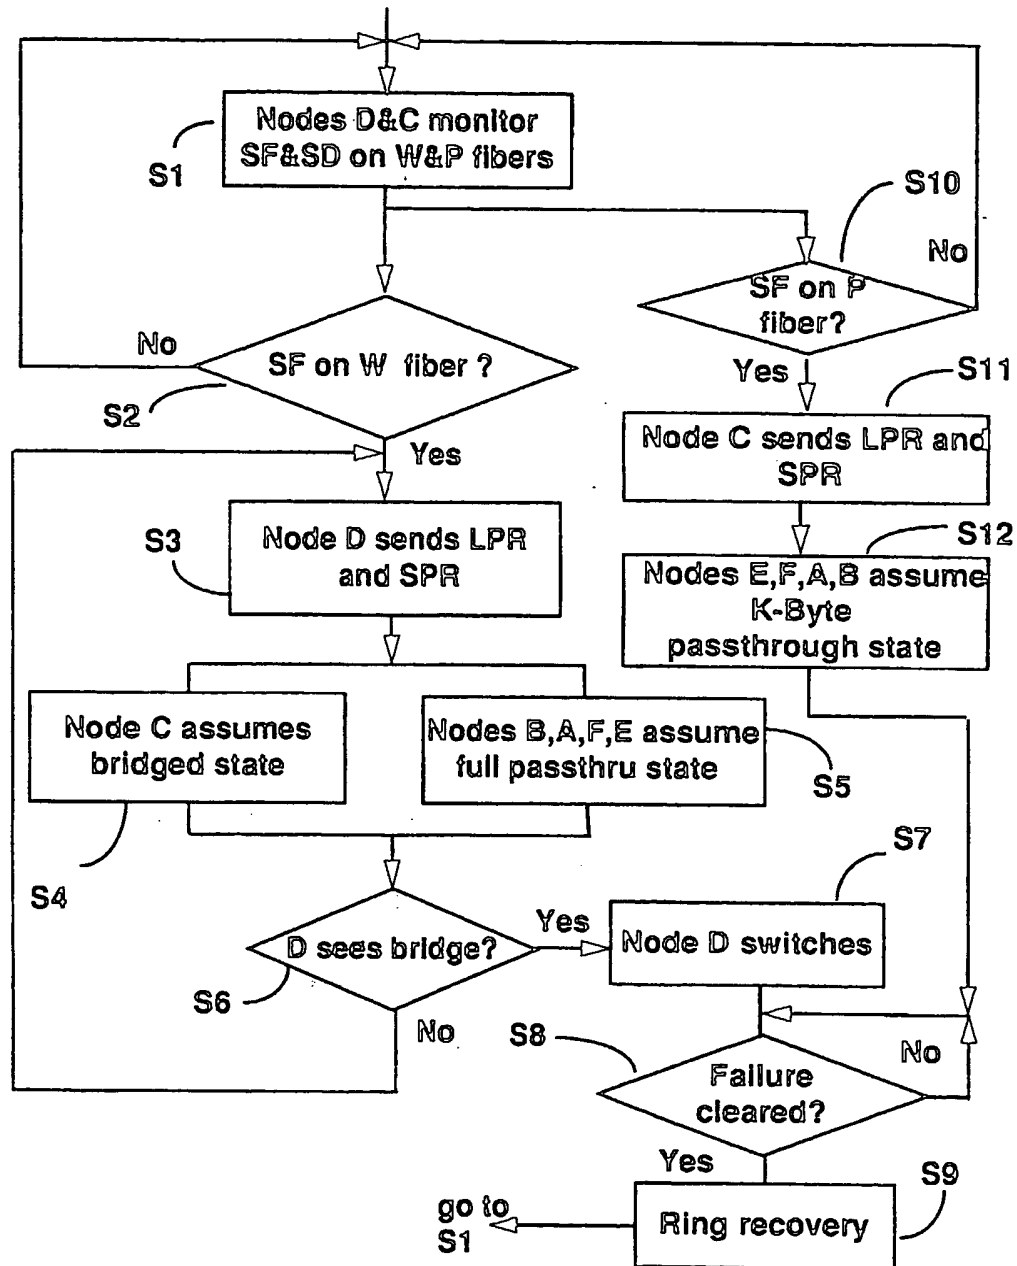 Nodes D&C monitor
SF&SD on W&P fibers
S1
S10
No
SF on P
fiber?
No
SF on W fiber ?
S2
Yes
Yes
S11
Node C sends LPR and
SPR
S3
Node D sends LPR
and SPR
S12
Nodes E,F,A,B assume
K-Byte
passthrough state
Node C assumes
bridged state
Nodes B,A,F,E assume
full passthru state
S5
S4
S7
D sees bridge?
Yes
Node D switches
S6
No
S8
No
Failure
cleared?
Yes
S9
go to
S1
Ring recovery